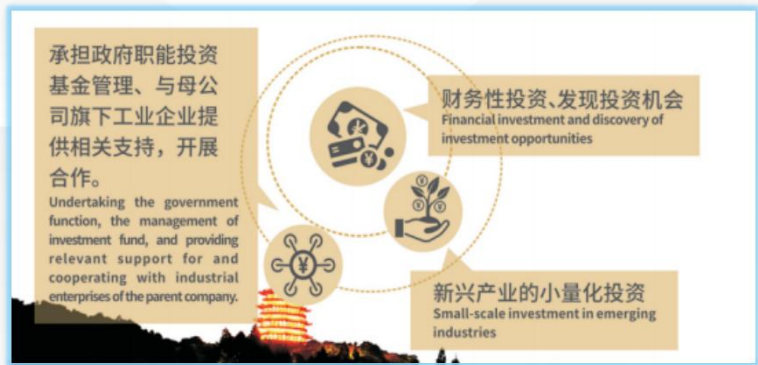 承担政府职能投资
基金管理、与母公
司旗下工业企业提
供相关支持，开展
合作。
Undertaking the government
function, the management of
investment fund, and providing
relevant support for and
cooperating with industrial
enterprises of the parent company.
财务性投资、发现投资机会
Financial investment and discovery of
investment opportunities
新兴产业的小量化投资
Small-scale investment in emerging
industries
¥
¥
¥
¥
¥
¥